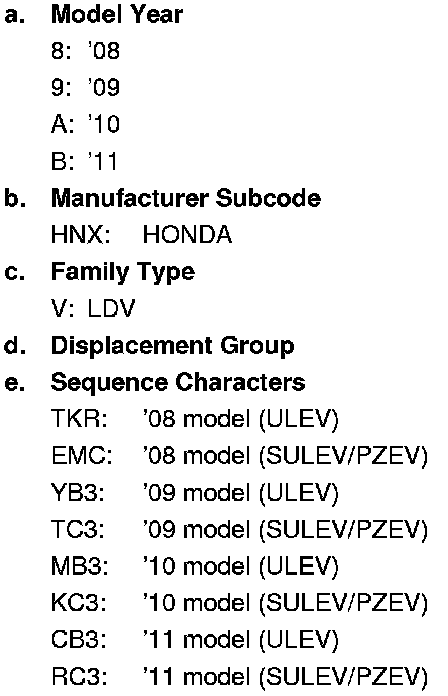 a. Model Year
8: ’08
9: ’09
A: ’10
B: ’11
b. Manufacturer Subcode
HNX: HONDA
c. Family Type
V: LDV
d. Displacement Group
e. Sequence Characters
TKR: ’08 model (ULEV)
EMC: ’08 model (SULEV/PZEV)
YB3: ’09 model (ULEV)
TC3: ’09 model (SULEV/PZEV)
MB3: ’10 model (ULEV)
KC3: ’10 model (SULEV/PZEV)
CB3: ’11 model (ULEV)
RC3: ’11 model (SULEV/PZEV)